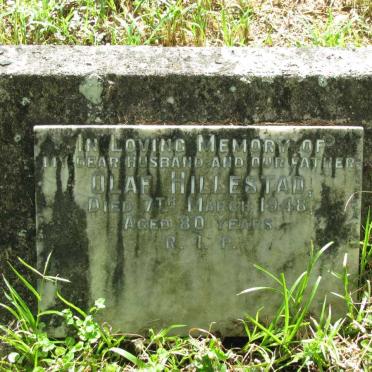 IN LOVING MEMORY OF
MY DEAR HUSBAND AND OUR FATHER
OLAF HILLESTAD,
DIED 7TH MARCH 1948
AGED 80 YEARS
R. I. P.